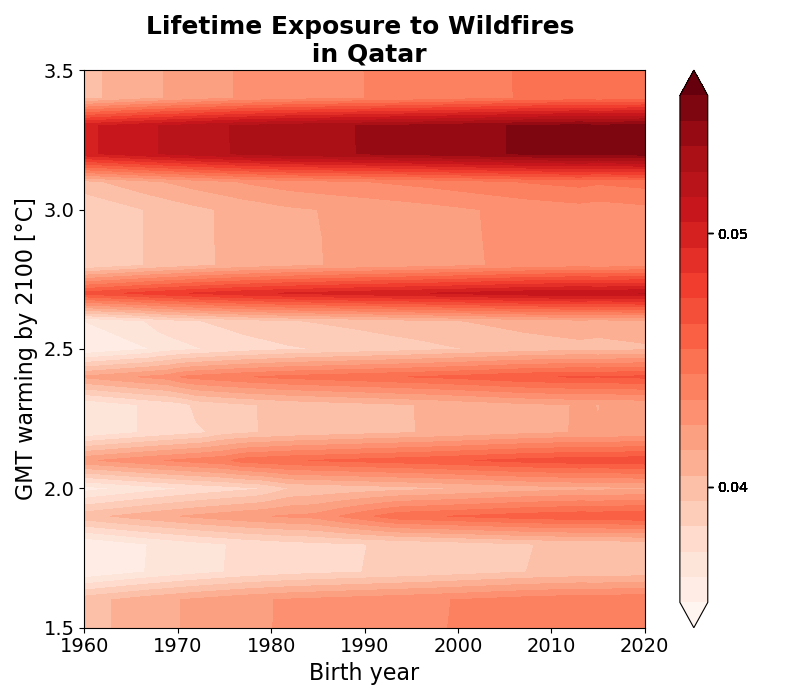 Lifetime Exposure to Wildfires
in Qatar
3.5
3.0
2.5
2.0
1.5
GMT warming by 2100 [°C]
1960 1970 1980 1990 2000 2010 2020
Birth year
0.05
0.04